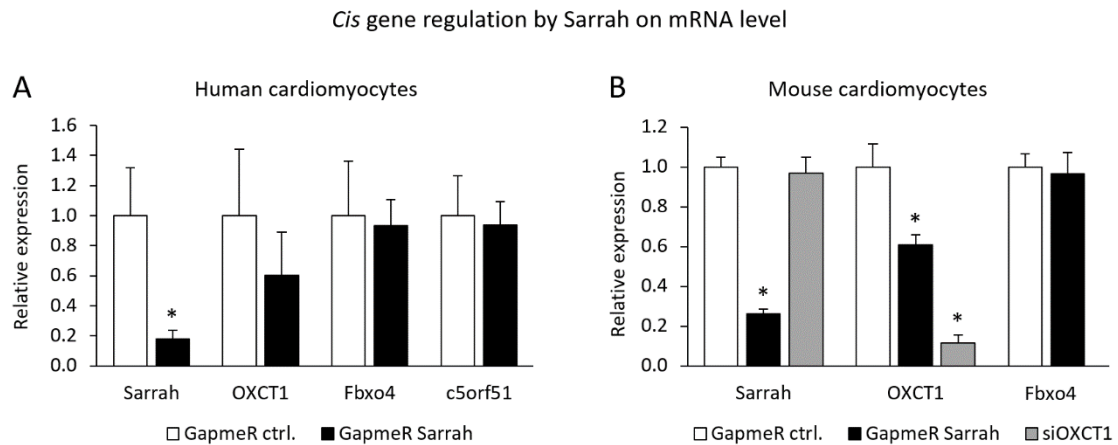 Cis gene regulation by Sarrah on mRNA level
A
Human cardiomyocytes
Relative expression
1.6
1.4
1.2
1.0
0.8
0.6
0.4
0.2
0.0
*
Sarrah OXCT1 Fbxo4 c5orf51
GapmeR ctrl. GapmeR Sarrah
B
Mouse cardiomyocytes
Relative expression
1.2
1.0
0.8
0.6
0.4
0.2
0.0
*
*
*
Sarrah OXCT1 Fbxo4
GapmeR ctrl. GapmeR Sarrah siOXCT1